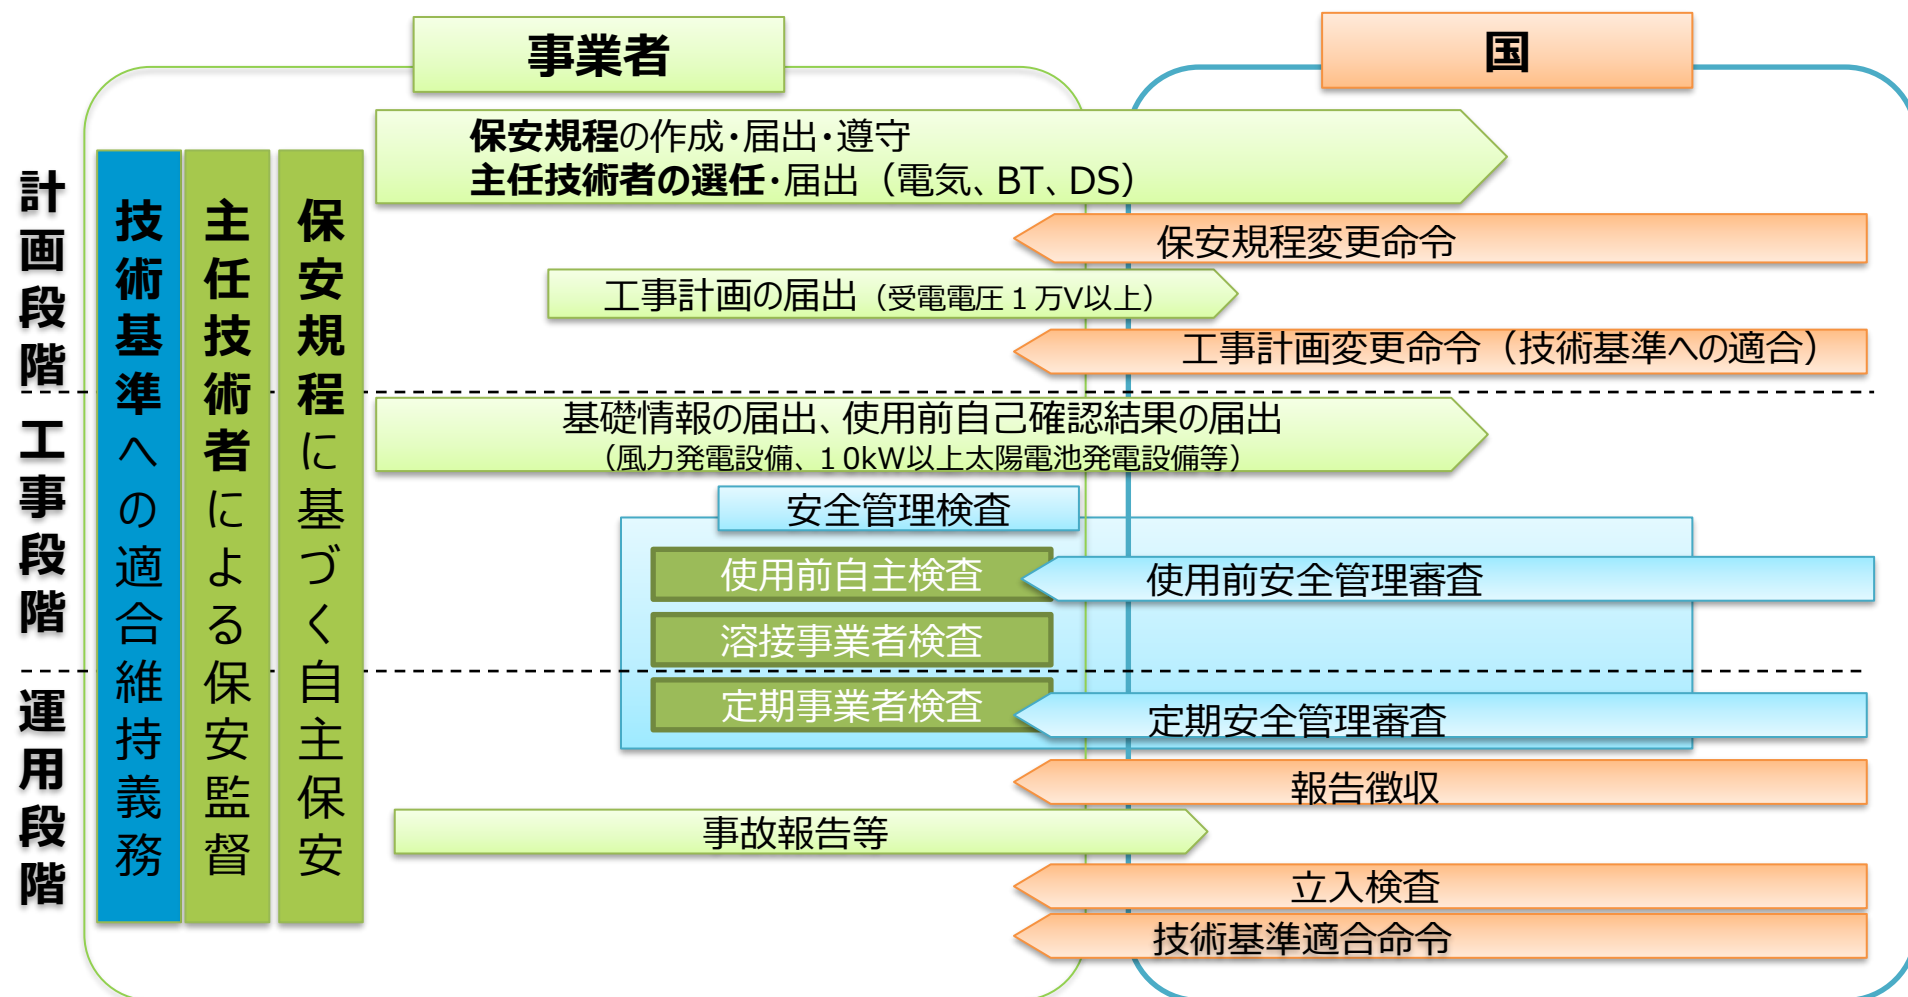 事業者
国
計画段階
工事段階
運用段階
技術基準への適合維持義務
主任技術者による保安監督
保安規程に基づく自主保安
保安規程の作成・届出・遵守
主任技術者の選任・届出（電気、BT、DS）
保安規程変更命令
工事計画の届出（受電電圧１万V以上）
工事計画変更命令（技術基準への適合）
基礎情報の届出、使用前自己確認結果の届出
（風力発電設備、１０kW以上太陽電池発電設備等）
安全管理検査
使用前自主検査
使用前安全管理審査
溶接事業者検査
定期事業者検査
定期安全管理審査
報告徴収
事故報告等
立入検査
技術基準適合命令